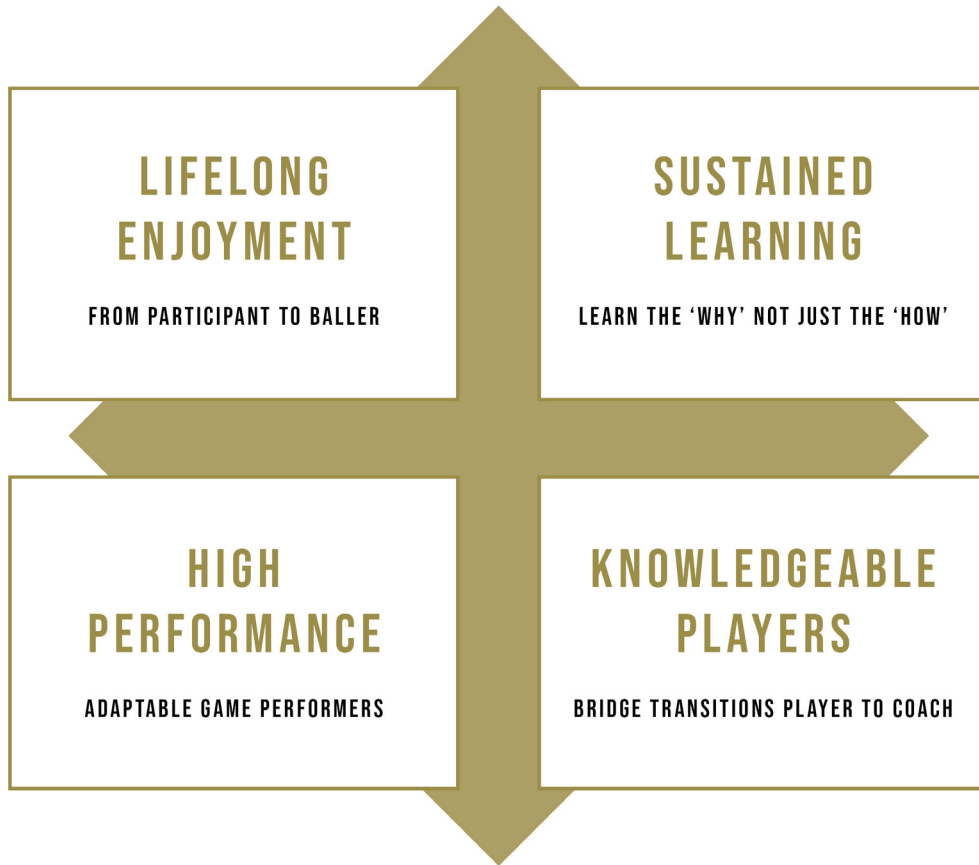 LIFELONG
ENJOYMENT
FROM PARTICIPANT TO BALLER
SUSTAINED
LEARNING
LEARN THE ‘WHY’ NOT JUST THE ‘HOW’
HIGH
PERFORMANCE
ADAPTABLE GAME PERFORMERS
KNOWLEDGEABLE
PLAYERS
BRIDGE TRANSITIONS PLAYER TO COACH